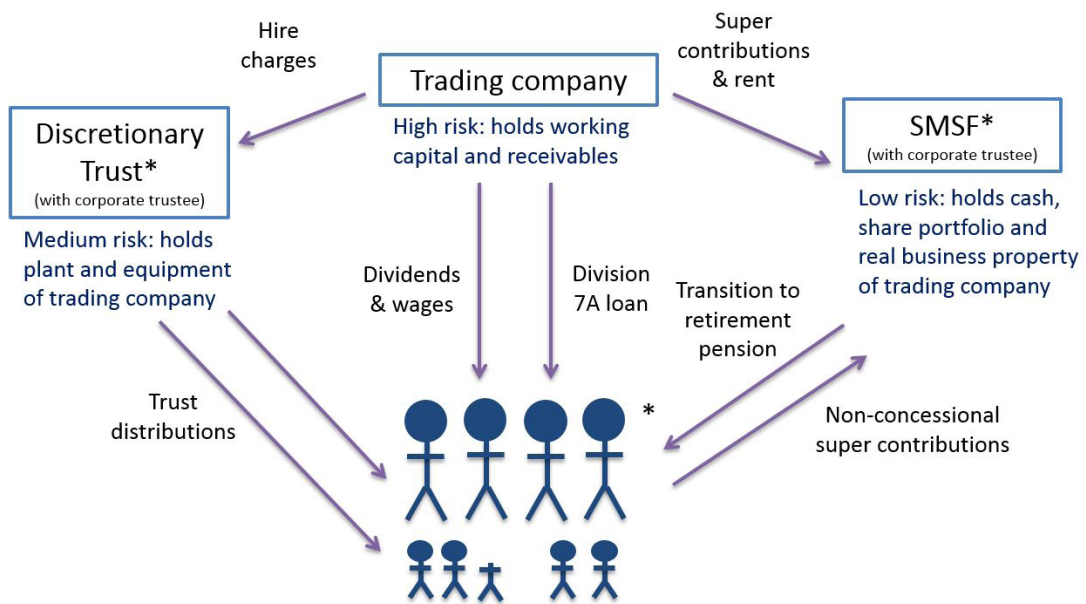 Hire
charges
Trading company
High risk: holds working
capital and receivables
Super
contributions
& rent
Discretionary
Trust*
(with corporate trustee)
Medium risk: holds
plant and equipment
of trading company
SMSF*
(with corporate trustee)
Low risk: holds cash,
share portfolio and
real business property
of trading company
Dividends
& wages
Division
7A loan
Transition to
retirement
pension
Trust
distributions
Non-concessional
super contributions
*